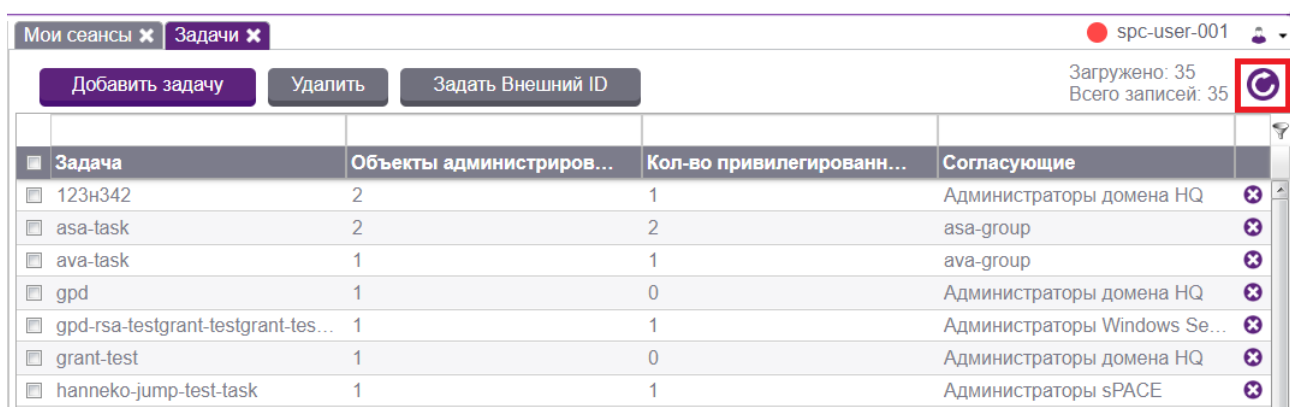 Мои сеансы Задачи spc-user-001
Добавить задачу Удалить Задать Внешний ID Загружено: 35
Всего записей: 35
Задача Объекты администриров... Кол-во привилегированн... Согласующие
123н342 2 1 Администраторы домена HQ
asa-task 2 2 asa-group
ava-task 1 1 ava-group
gpd 1 0 Администраторы домена HQ
gpd-rsa-testgrant-testgrant-tes... 1 1 Администраторы Windows Se...
grant-test 1 0 Администраторы домена HQ
hanneko-jump-test-task 1 1 Администраторы sPACE